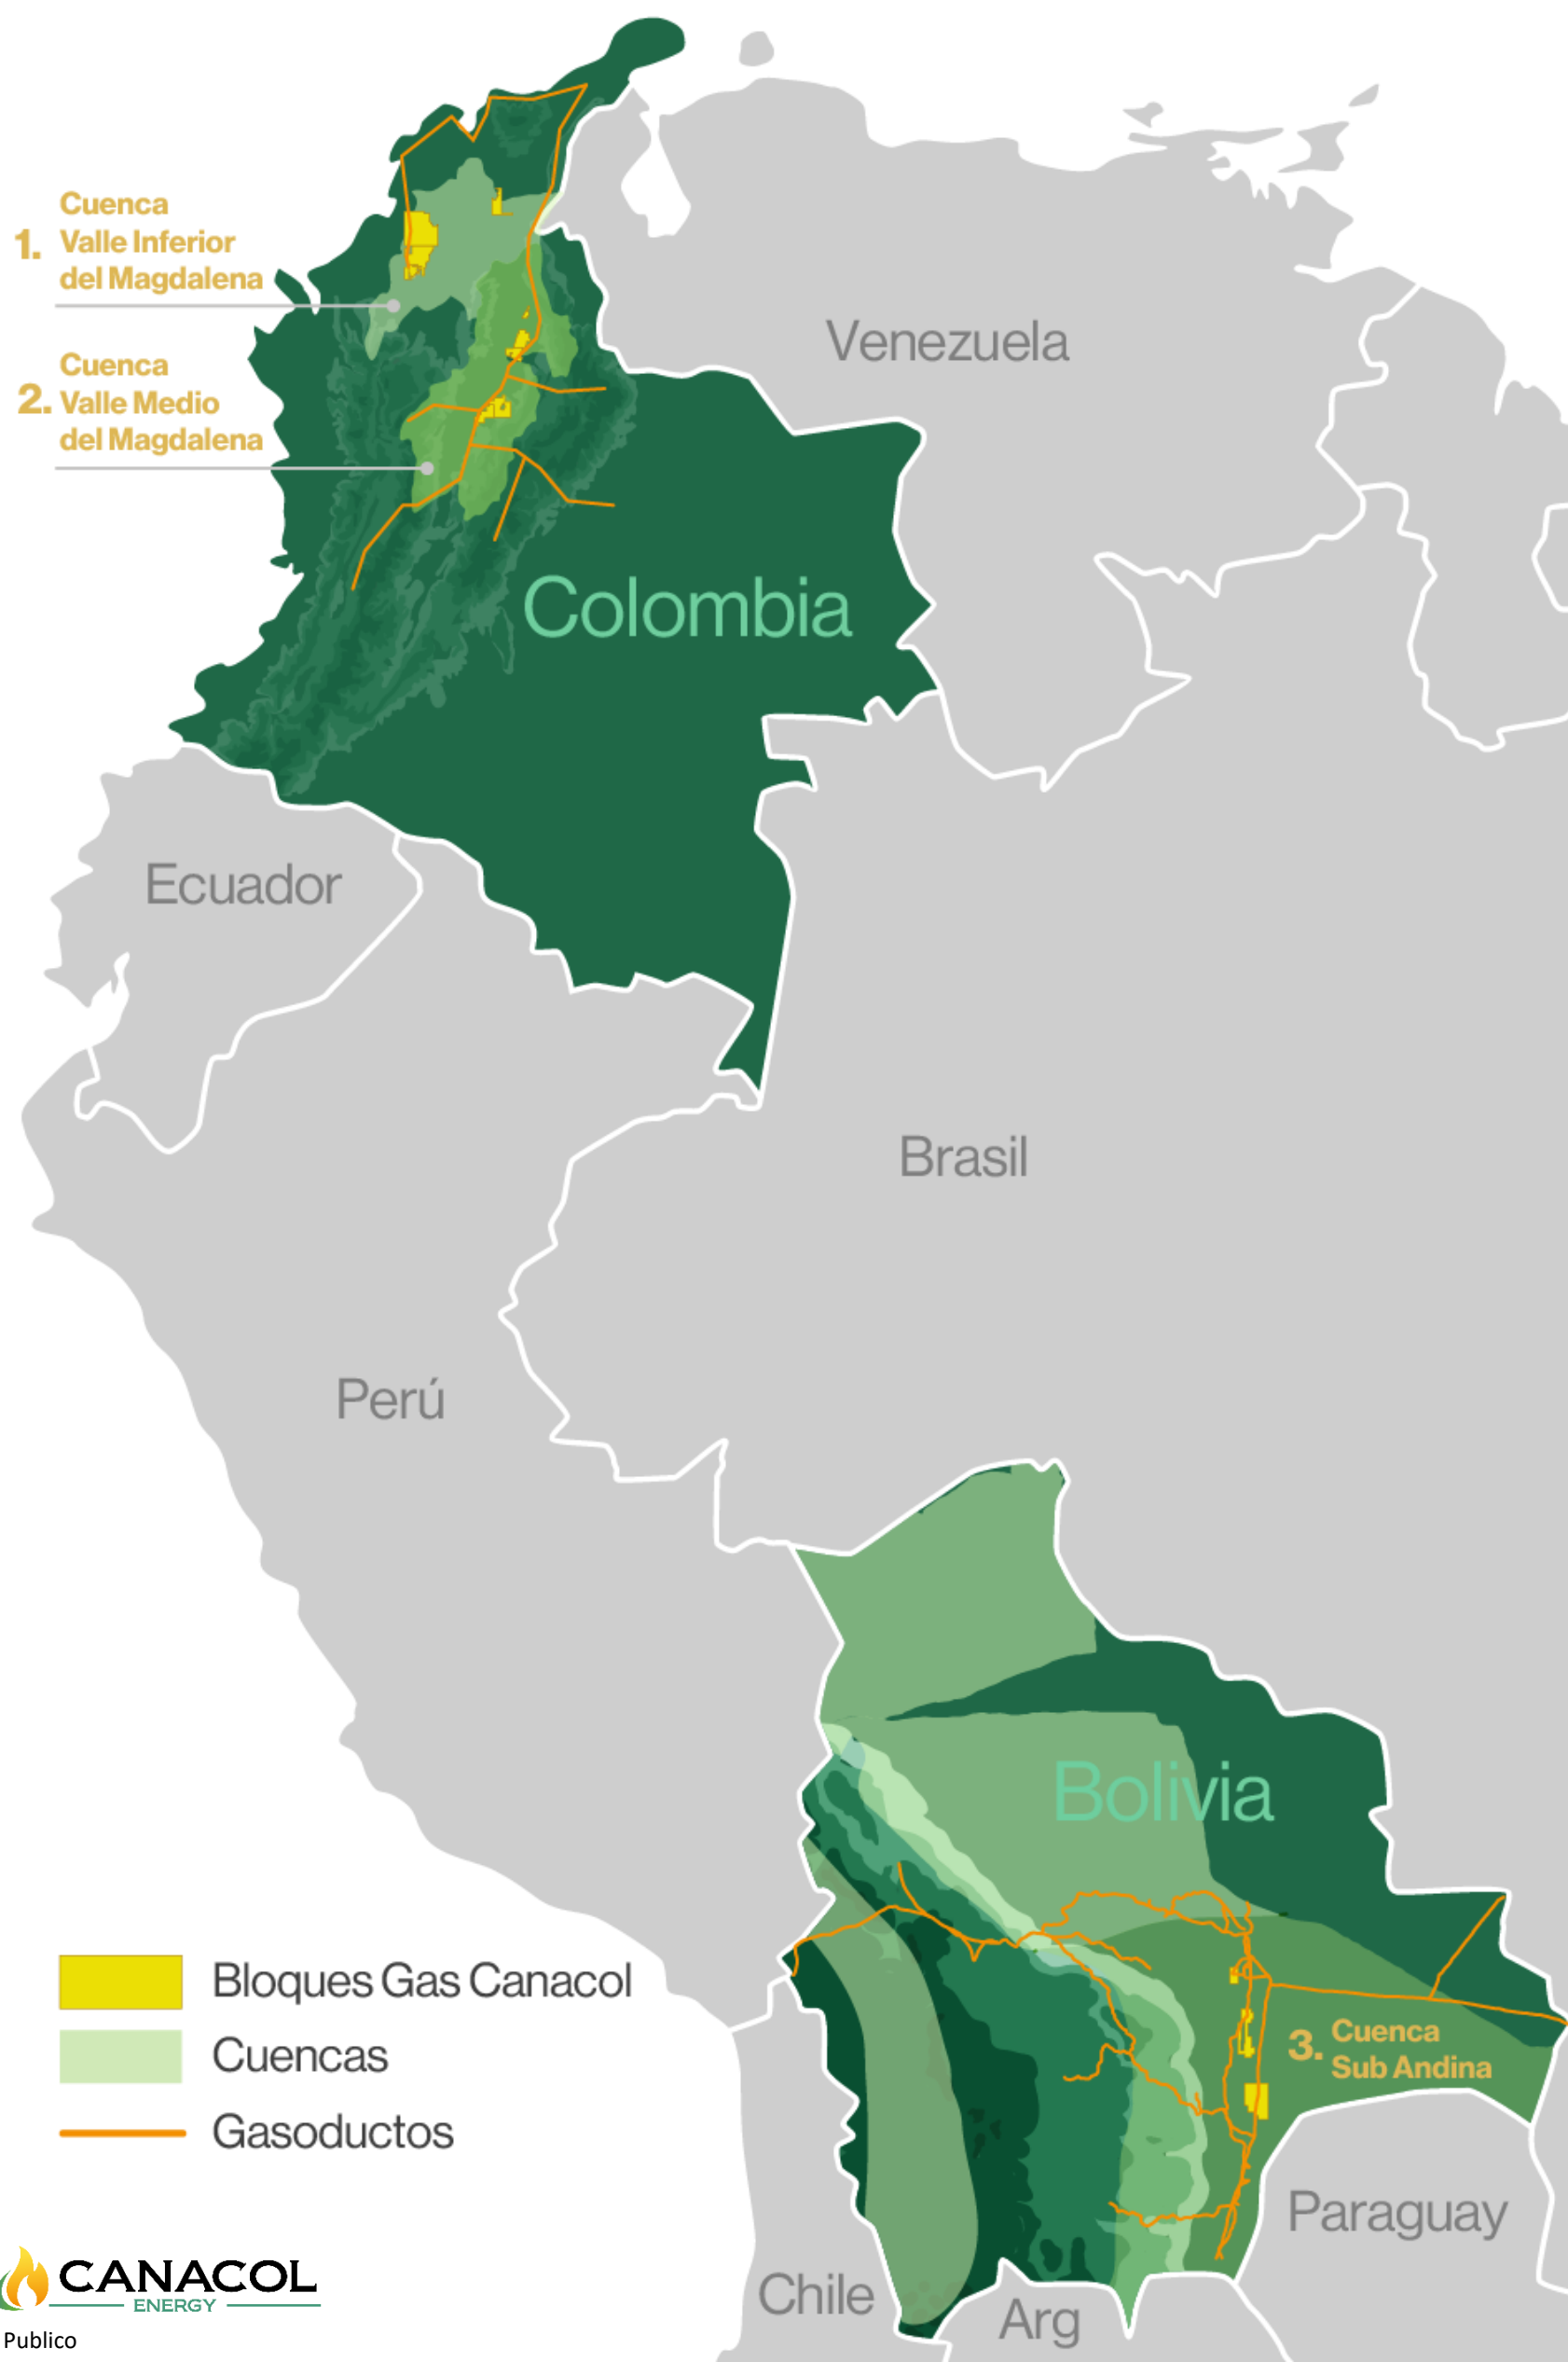 1.
Cuenca
Valle Inferior
del Magdalena
2.
Cuenca
Valle Medio
del Magdalena
Venezuela
Colombia
Ecuador
Brasil
Perú
Bolivia
3.
Cuenca
Sub Andina
Paraguay
Chile
Arg
Bloques Gas Canacol
Cuencas
Gasoductos
CANACOL
ENERGY
Publico